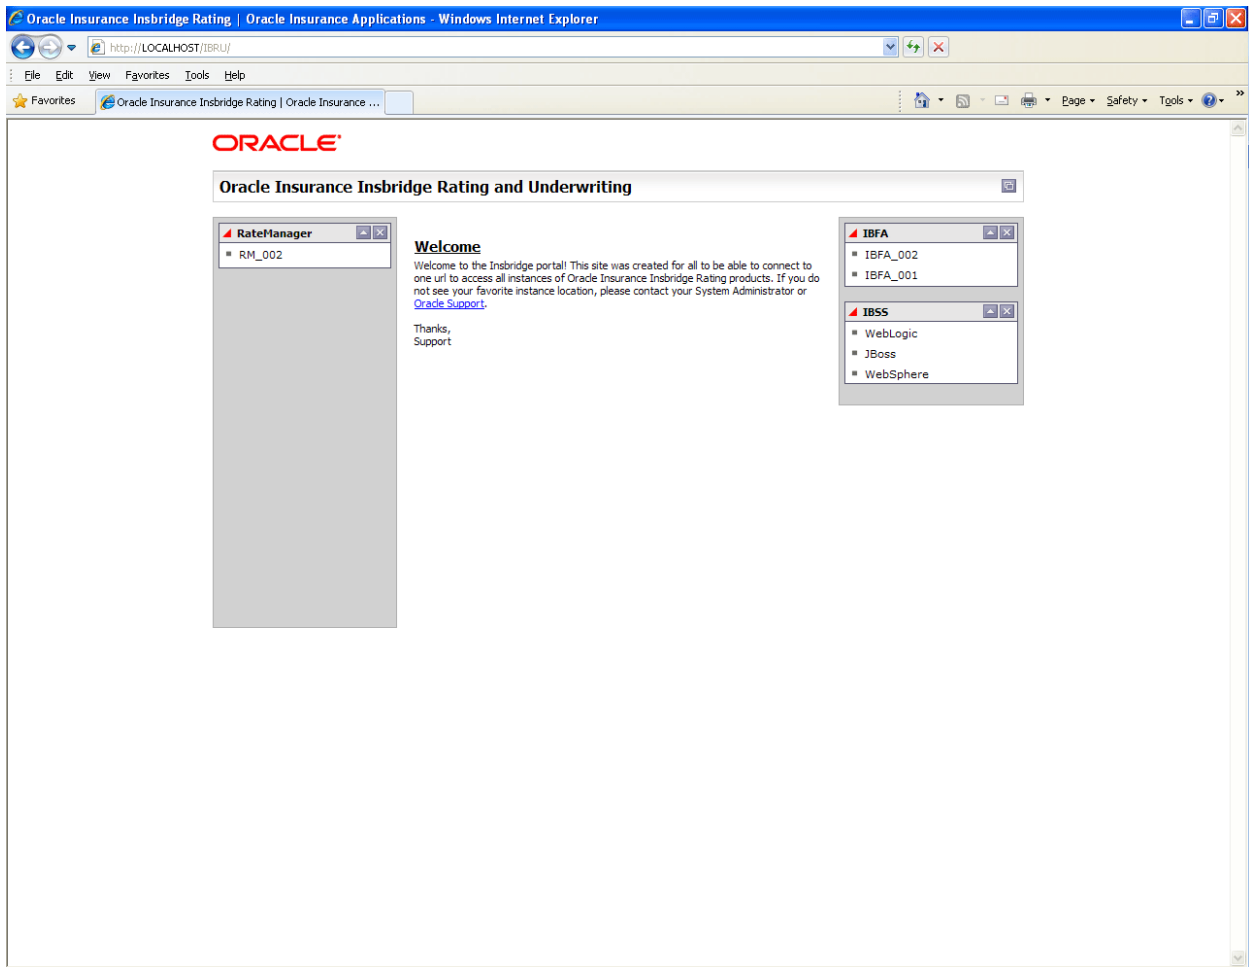 Oracle Insurance Insbridge Rating | Oracle Insurance Applications - Windows Internet Explorer
http://LOCALHOST/IBRU/
File Edit View Favorites Tools Help
Favorites Oracle Insurance Insbridge Rating | Oracle Insurance ... Page Safety Tools »
ORACLE
Oracle Insurance Insbridge Rating and Underwriting
RateManager
RM_002
Welcome
Welcome to the Insbridge portal! This site was created for all to be able to connect to
one url to access all instances of Oracle Insurance Insbridge Rating products. If you do
not see your favorite instance location, please contact your System Administrator or
Oracle Support.
Thanks,
Support
IBFA
IBFA_002
IBFA_001
IBSS
WebLogic
JBoss
WebSphere